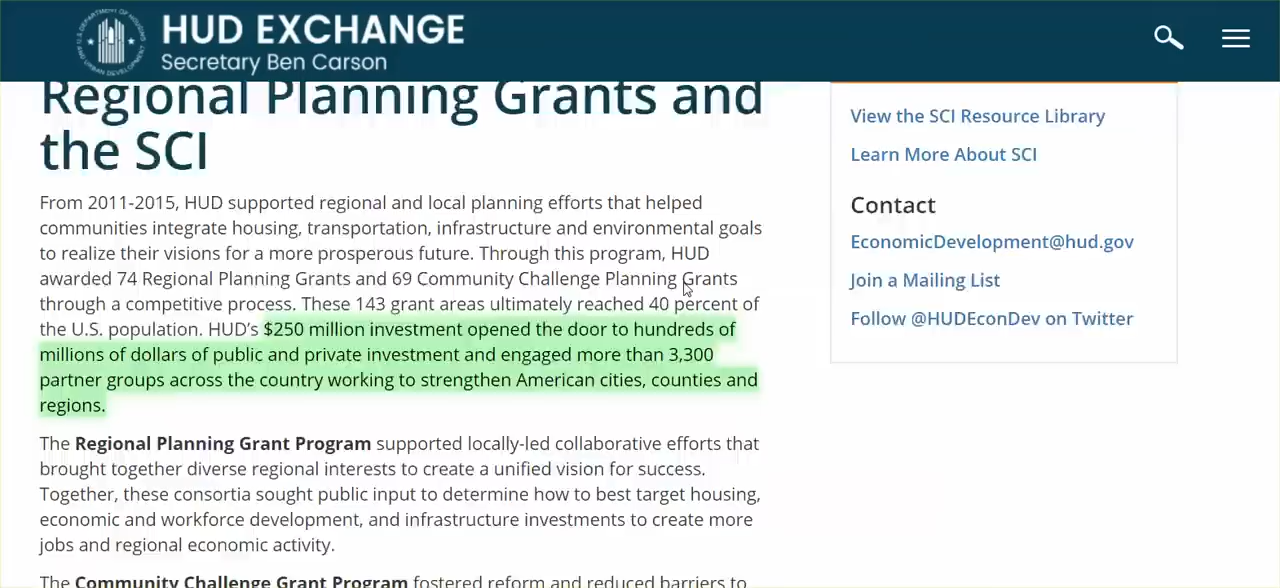 HUD EXCHANGE
Secretary Ben Carson
Regional Planning Grants and
the SCI
From 2011-2015, HUD supported regional and local planning efforts that helped
communities integrate housing, transportation, infrastructure and environmental goals
to realize their visions for a more prosperous future. Through this program, HUD
awarded 74 Regional Planning Grants and 69 Community Challenge Planning Grants
through a competitive process. These 143 grant areas ultimately reached 40 percent of
the U.S. population. HUD's $250 million investment opened the door to hundreds of
millions of dollars of public and private investment and engaged more than 3,300
partner groups across the country working to strengthen American cities, counties and
regions.
The Regional Planning Grant Program supported locally-led collaborative efforts that
brought together diverse regional interests to create a unified vision for success.
Together, these consortia sought public input to determine how to best target housing,
economic and workforce development, and infrastructure investments to create more
jobs and regional economic activity.
The Community Challenge Grant Program fostered reform and reduced barriers to
View the SCI Resource Library
Learn More About SCI
Contact
EconomicDevelopment@hud.gov
Join a Mailing List
Follow @HUDEconDev on Twitter